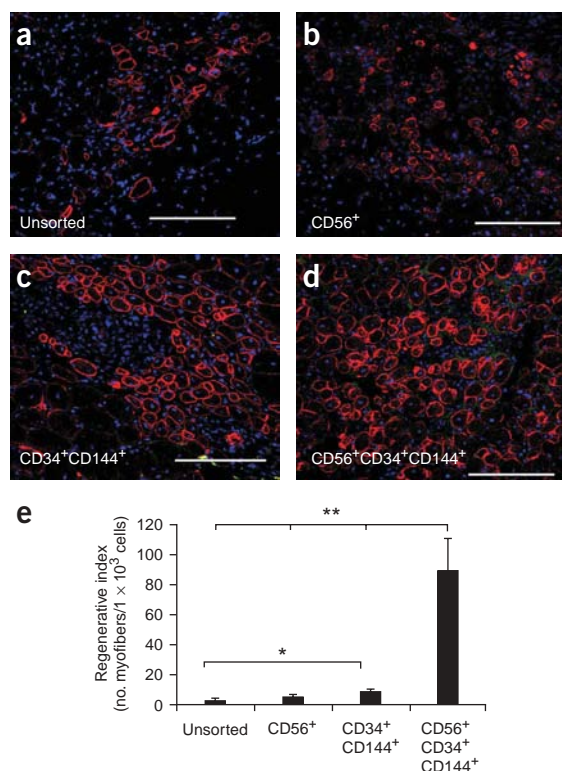 a
Unsorted
b
CD56⁺
c
CD34⁺CD144⁺
d
CD56⁺CD34⁺CD144⁺
e
Regenerative index
(no. myofibers/1 × 10³ cells)
120
100
80
60
40
20
0
**
*
Unsorted
CD56⁺
CD34⁺
CD144⁺
CD56⁺
CD34⁺
CD144⁺